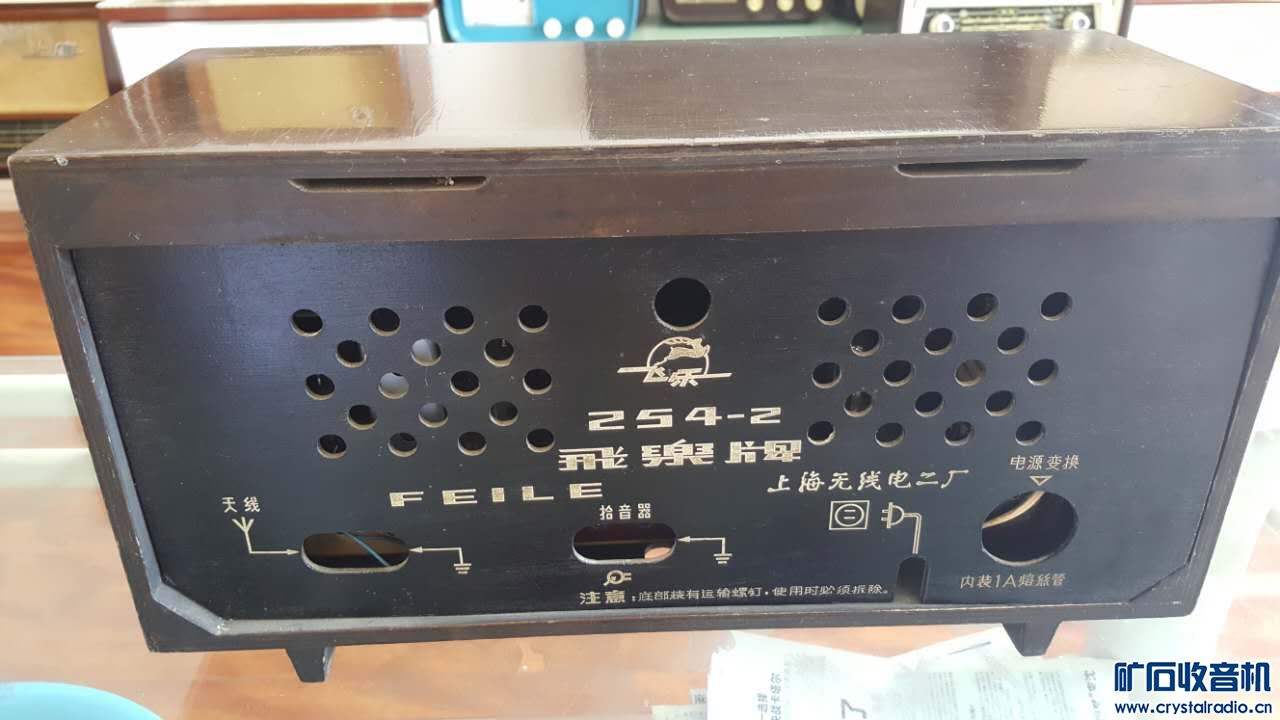 飞乐
254-2
飛樂牌
FEILE
上海无线电二厂
电源变换
天线
拾音器
内装1A熔丝管
注意：底部装有运输螺钉，使用时必须拆除。
矿石收音机
www.crystalradio.cn